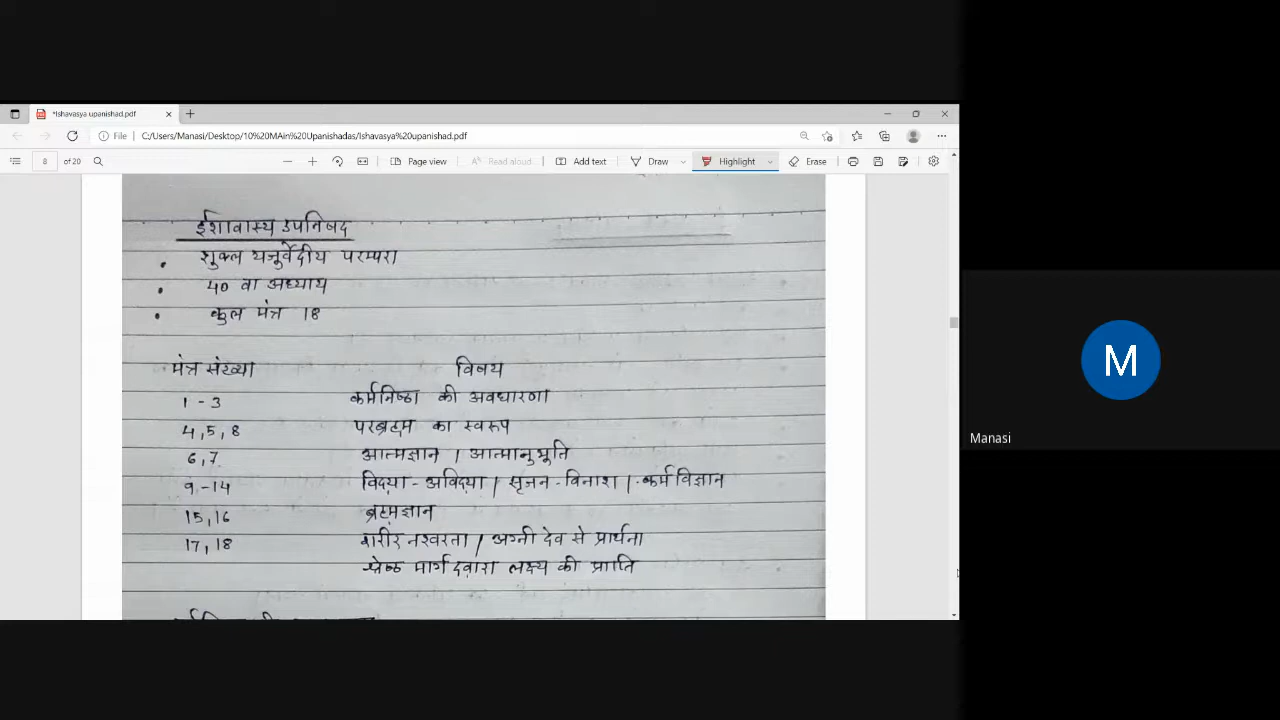 *Ishavasya upanishad.pdf
File C:/Users/Manasi/Desktop/10%20MAin%20Upanishadas/Ishavasya%20upanishad.pdf
8 of 20 Page view Read aloud Add text Draw Highlight Erase
ईशावास्य उपनिषद
शुक्ल यजुर्वेदीय परम्परा
40 वा अध्याय
कुल मंत्र 18
मंत्र संख्या विषय
1 - 3 कर्मनिष्ठा की अवधारणा
4, 5, 8 परब्रह्म का स्वरुप
6, 7 आत्मज्ञान / आत्मानुभूति
9 - 14 विद्या - अविद्या / सृजन - विनाश / कर्म विज्ञान
15, 16 ब्रह्मज्ञान
17, 18 शरीर नश्वरता / अग्नी देव से प्रार्थना
श्रेष्ठ मार्ग द्वारा लक्ष्य की प्राप्ति
M
Manasi